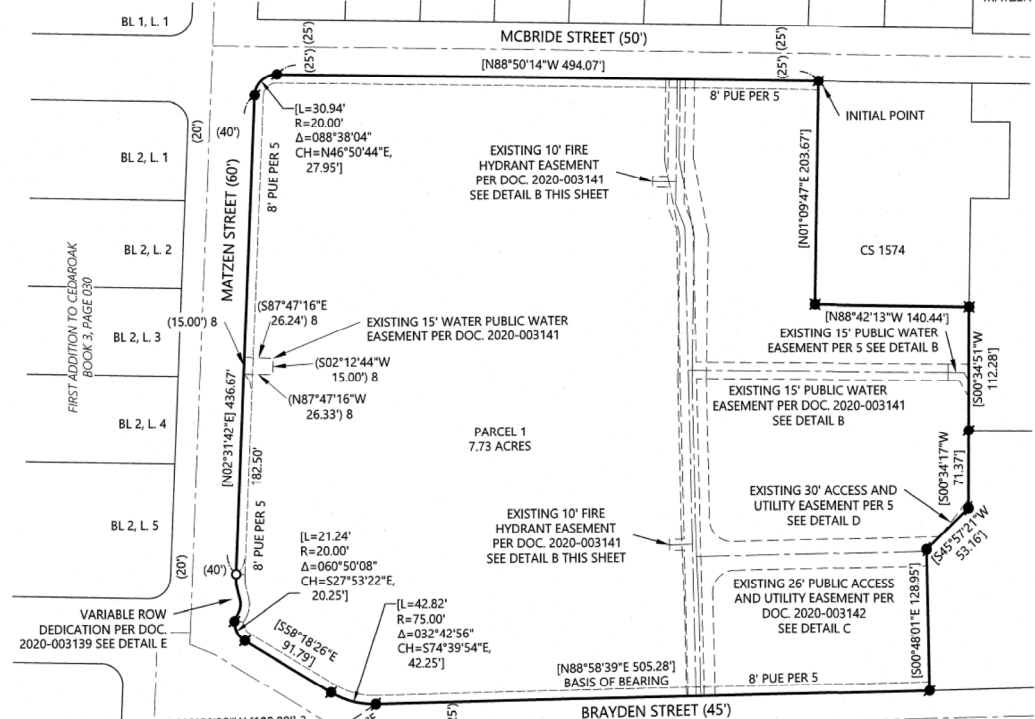 BL 1, L. 1
MCBRIDE STREET (50')
(25') (25')
(25') (25')
[N88°50'14"W 494.07']
8' PUE PER 5
INITIAL POINT
[L=30.94'
R=20.00'
Δ=088°38'04"
CH=N46°50'44"E,
27.95']
(20')
(40')
BL 2, L. 1
MATZEN STREET (60')
8' PUE PER 5
EXISTING 10' FIRE
HYDRANT EASEMENT
PER DOC. 2020-003141
SEE DETAIL B THIS SHEET
[N01°09'47"E 203.67']
CS 1574
BL 2, L. 2
FIRST ADDITION TO CEDAROAK
BOOK 3, PAGE 030
(S87°47'16"E
26.24') 8
(15.00') 8
EXISTING 15' WATER PUBLIC WATER
EASEMENT PER DOC. 2020-003141
(S02°12'44"W
15.00') 8
(N87°47'16"W
26.33') 8
[N88°42'13"W 140.44']
EXISTING 15' PUBLIC WATER
EASEMENT PER 5 SEE DETAIL B
[S00°34'51"W
112.28']
BL 2, L. 3
EXISTING 15' PUBLIC WATER
EASEMENT PER DOC. 2020-003141
SEE DETAIL B
[N02°31'42"E] 436.67'
BL 2, L. 4
PARCEL 1
7.73 ACRES
[S00°34'17"W
71.37']
EXISTING 30' ACCESS AND
UTILITY EASEMENT PER 5
SEE DETAIL D
[S45°57'21"W
53.16']
BL 2, L. 5
8' PUE PER 5
EXISTING 10' FIRE
HYDRANT EASEMENT
PER DOC. 2020-003141
SEE DETAIL B THIS SHEET
[L=21.24'
R=20.00'
Δ=060°50'08"
CH=S27°53'22"E,
20.25']
(20')
(40')
EXISTING 26' PUBLIC ACCESS
AND UTILITY EASEMENT PER
DOC. 2020-003142
SEE DETAIL C
[S00°48'01"E 128.95']
VARIABLE ROW
DEDICATION PER DOC.
2020-003139 SEE DETAIL E
[S58°18'26"E
91.79']
[L=42.82'
R=75.00'
Δ=032°42'56"
CH=S74°39'54"E,
42.25']
[N88°58'39"E 505.28']
BASIS OF BEARING
8' PUE PER 5
BRAYDEN STREET (45')